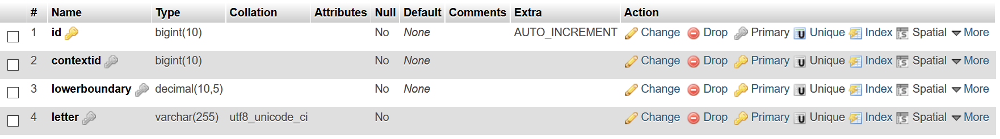 # Name Type Collation Attributes Null Default Comments Extra Action
1 id bigint(10) No None AUTO_INCREMENT Change Drop Primary Unique Index Spatial More
2 contextid bigint(10) No None Change Drop Primary Unique Index Spatial More
3 lowerboundary decimal(10,5) No None Change Drop Primary Unique Index Spatial More
4 letter varchar(255) utf8_unicode_ci No Change Drop Primary Unique Index Spatial More